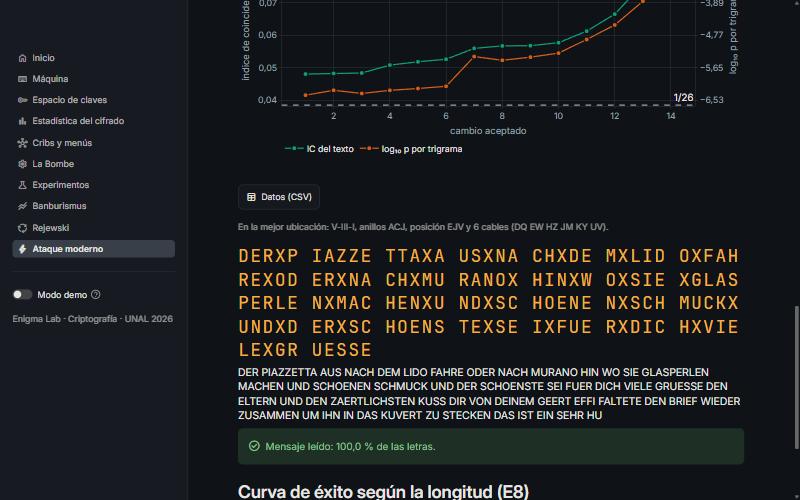 Inicio
Máquina
Espacio de claves
Estadística del cifrado
Cribs y menús
La Bombe
Experimentos
Banburismus
Rejewski
Ataque moderno
Modo demo
Enigma Lab · Criptografía · UNAL 2026
índice de coincide
0,07
0,06
0,05
0,04
−3,89
−4,77
−5,65
−6,53
log₁₀ p por trigra
1/26
2 4 6 8 10 12 14
cambio aceptado
IC del texto log₁₀ p por trigrama
Datos (CSV)
En la mejor ubicación: V-III-I, anillos ACJ, posición EJV y 6 cables (DQ EW HZ JM KY UV).
DERXP IAZZE TTAXA USXNA CHXDE MXLID OXFAH
REXOD ERXNA CHXMU RANOX HINXW OXSIE XGLAS
PERLE NXMAC HENXU NDXSC HOENE NXSCH MUCKX
UNDXD ERXSC HOENS TEXSE IXFUE RXDIC HXVIE
LEXGR UESSE
DER PIAZZETTA AUS NACH DEM LIDO FAHRE ODER NACH MURANO HIN WO SIE GLASPERLEN
MACHEN UND SCHOENEN SCHMUCK UND DER SCHOENSTE SEI FUER DICH VIELE GRUESSE DEN
ELTERN UND DEN ZAERTLICHSTEN KUSS DIR VON DEINEM GEERT EFFI FALTETE DEN BRIEF WIEDER
ZUSAMMEN UM IHN IN DAS KUVERT ZU STECKEN DAS IST EIN SEHR HU
Mensaje leído: 100,0 % de las letras.
Curva de éxito según la longitud (E8)